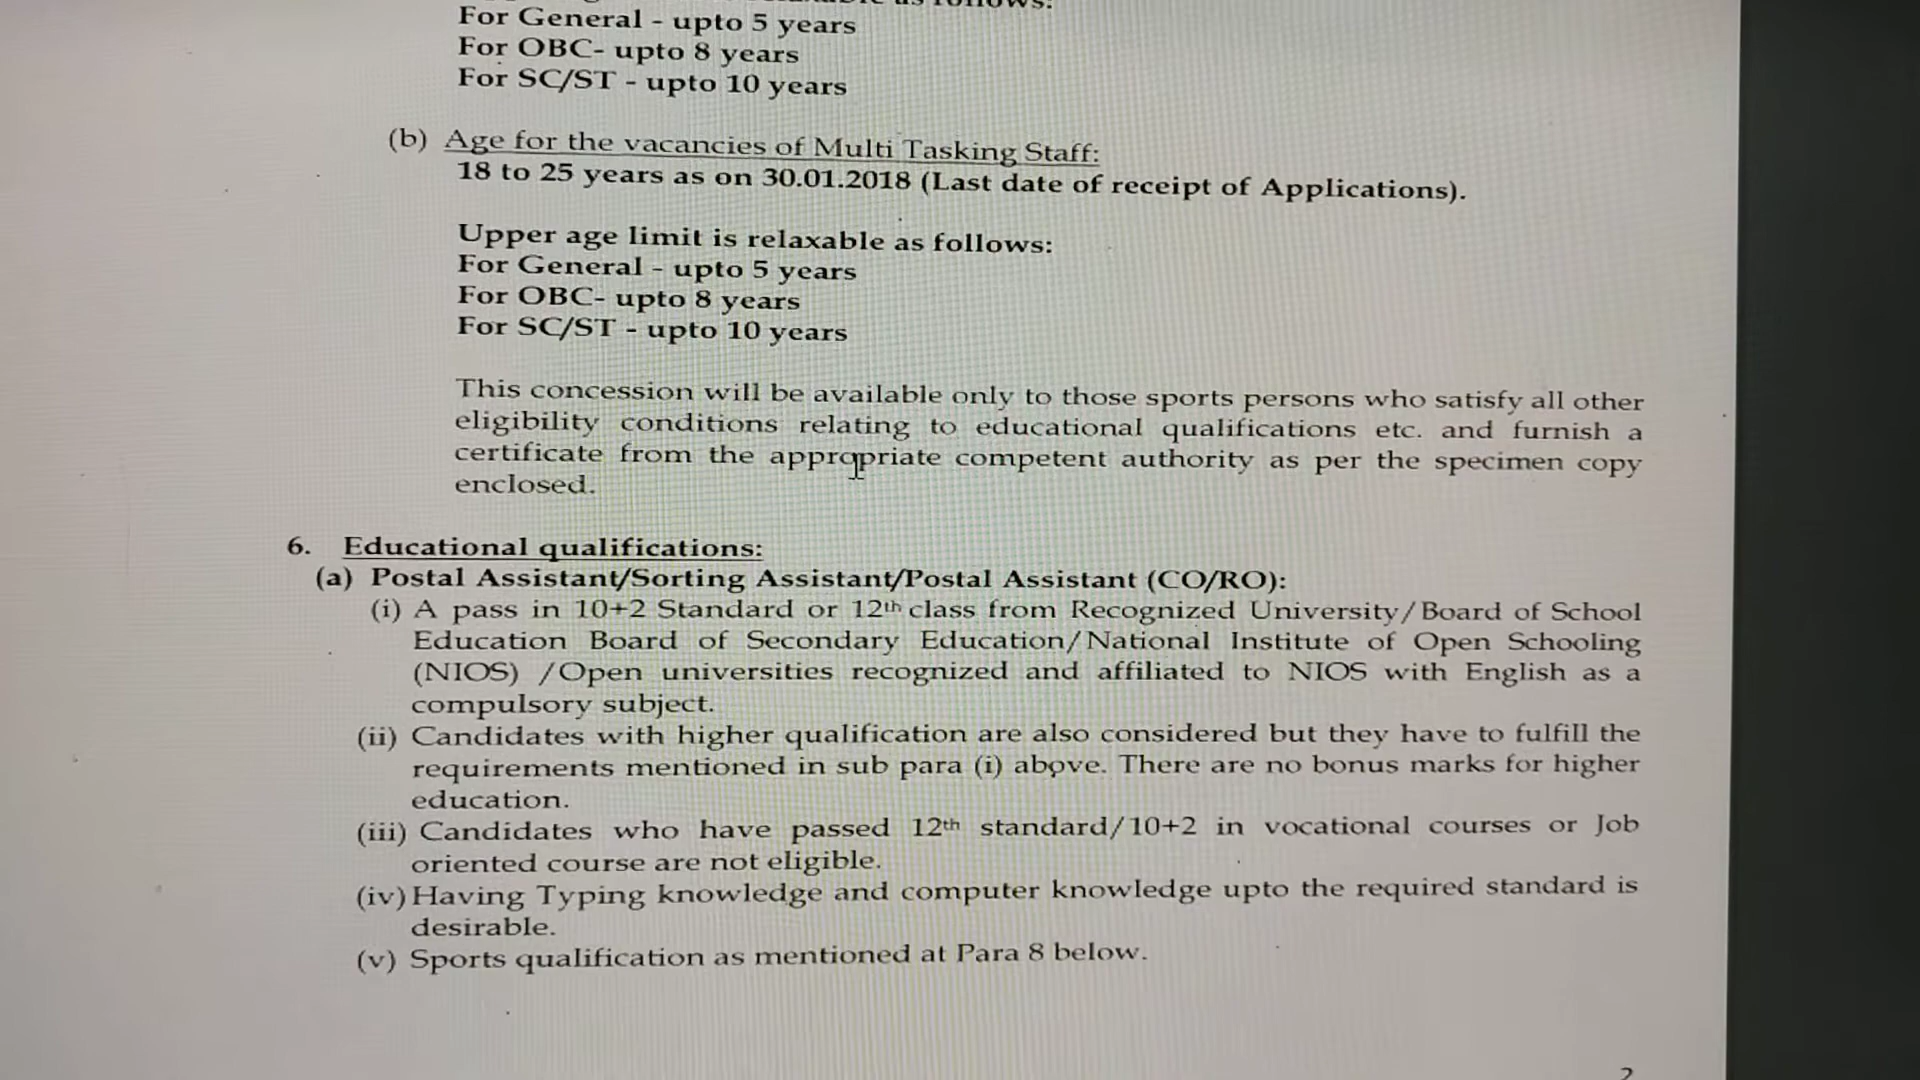 follows:
For General - upto 5 years
For OBC- upto 8 years
For SC/ST - upto 10 years
(b) Age for the vacancies of Multi Tasking Staff:
18 to 25 years as on 30.01.2018 (Last date of receipt of Applications).
Upper age limit is relaxable as follows:
For General - upto 5 years
For OBC- upto 8 years
For SC/ST - upto 10 years
This concession will be available only to those sports persons who satisfy all other
eligibility conditions relating to educational qualifications etc. and furnish a
certificate from the appropriate competent authority as per the specimen copy
enclosed.
6. Educational qualifications:
(a) Postal Assistant/Sorting Assistant/Postal Assistant (CO/RO):
(i) A pass in 10+2 Standard or 12th class from Recognized University/Board of School
Education Board of Secondary Education/National Institute of Open Schooling
(NIOS) /Open universities recognized and affiliated to NIOS with English as a
compulsory subject.
(ii) Candidates with higher qualification are also considered but they have to fulfill the
requirements mentioned in sub para (i) above. There are no bonus marks for higher
education.
(iii) Candidates who have passed 12th standard/10+2 in vocational courses or Job
oriented course are not eligible.
(iv) Having Typing knowledge and computer knowledge upto the required standard is
desirable.
(v) Sports qualification as mentioned at Para 8 below.
2